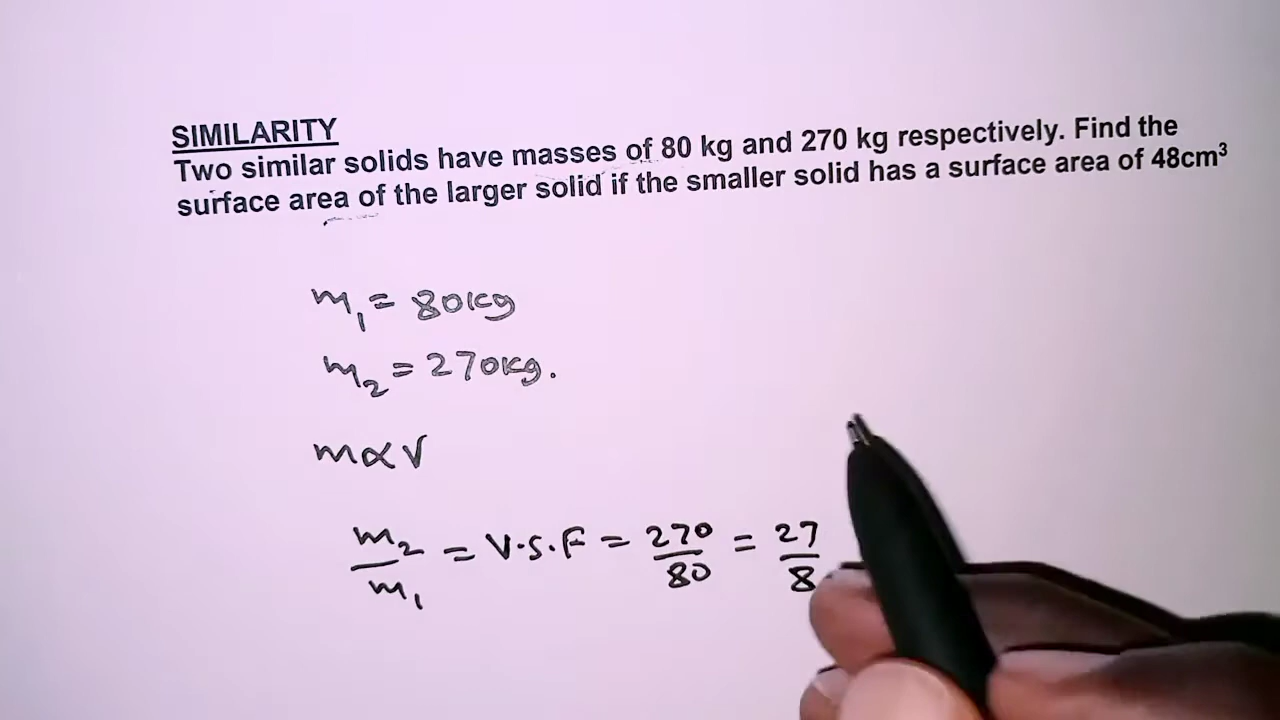 SIMILARITY
Two similar solids have masses of 80 kg and 270 kg respectively. Find the
surface area of the larger solid if the smaller solid has a surface area of 48cm³
m₁ = 80kg
m₂ = 270kg.
m∝V
m₂/m₁ = V.S.F = 270/80 = 27/8